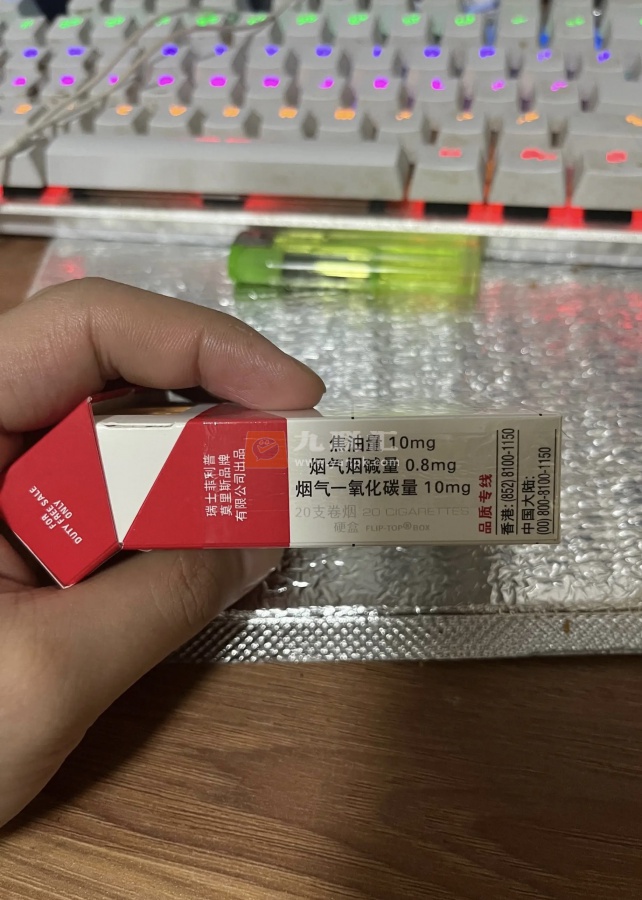 FOR
DUTY FREE SALE
ONLY
瑞士菲利普
莫里斯品牌
有限公司出品
焦油量 10mg
烟气烟碱量 0.8mg
烟气一氧化碳量 10mg
20支卷烟 20 CIGARETTES
硬盒 FLIP-TOP® BOX
品质专线
香港: (852) 8100-1150
中国大陆:
(00) 800-8100-1150